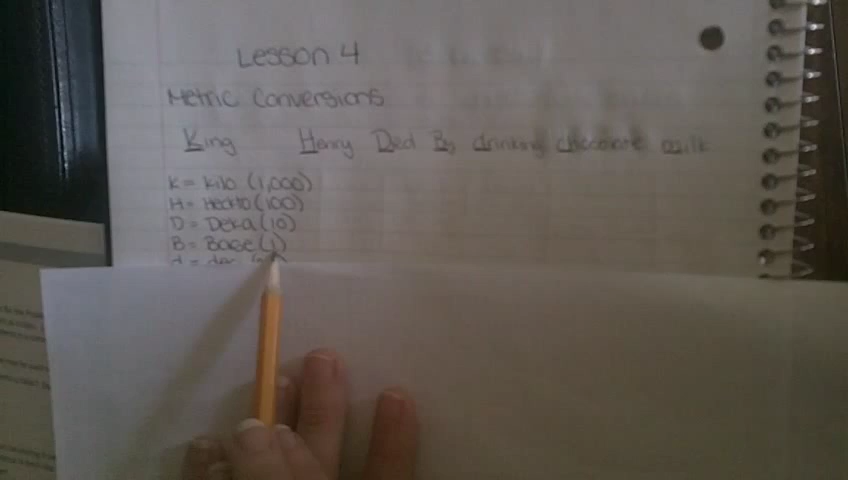 Lesson 4
Metric Conversions
King Henry Died By drinking chocolate milk
K = Kilo (1,000)
H = Heckto (100)
D = Deka (10)
B = Base (1)